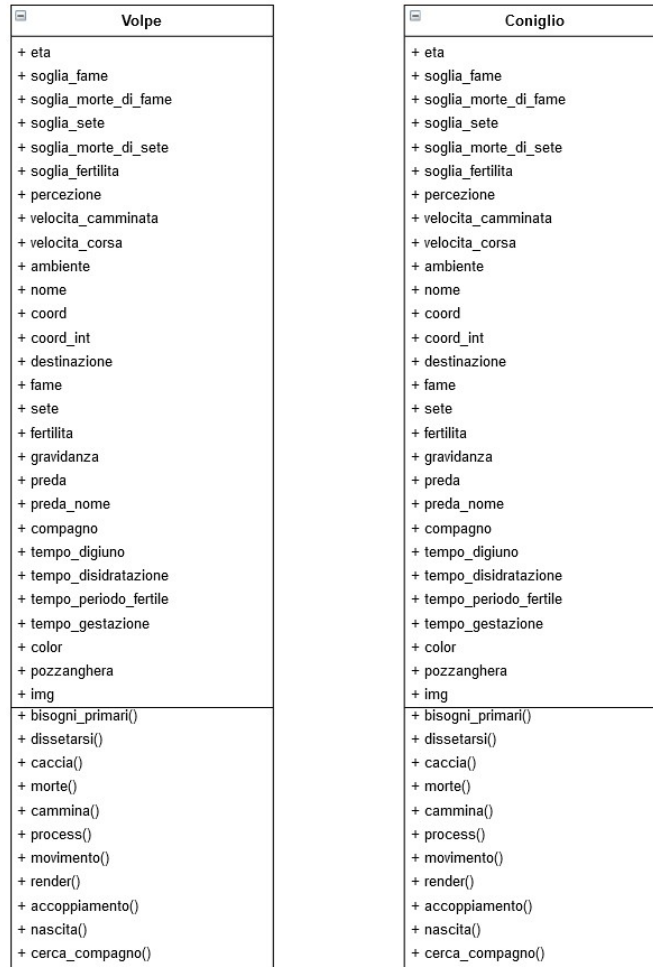 Volpe
+ eta
+ soglia_fame
+ soglia_morte_di_fame
+ soglia_sete
+ soglia_morte_di_sete
+ soglia_fertilita
+ percezione
+ velocita_camminata
+ velocita_corsa
+ ambiente
+ nome
+ coord
+ coord_int
+ destinazione
+ fame
+ sete
+ fertilita
+ gravidanza
+ preda
+ preda_nome
+ compagno
+ tempo_digiuno
+ tempo_disidratazione
+ tempo_periodo_fertile
+ tempo_gestazione
+ color
+ pozzanghera
+ img
+ bisogni_primari()
+ dissetarsi()
+ caccia()
+ morte()
+ cammina()
+ process()
+ movimento()
+ render()
+ accoppiamento()
+ nascita()
+ cerca_compagno()
Coniglio
+ eta
+ soglia_fame
+ soglia_morte_di_fame
+ soglia_sete
+ soglia_morte_di_sete
+ soglia_fertilita
+ percezione
+ velocita_camminata
+ velocita_corsa
+ ambiente
+ nome
+ coord
+ coord_int
+ destinazione
+ fame
+ sete
+ fertilita
+ gravidanza
+ preda
+ preda_nome
+ compagno
+ tempo_digiuno
+ tempo_disidratazione
+ tempo_periodo_fertile
+ tempo_gestazione
+ color
+ pozzanghera
+ img
+ bisogni_primari()
+ dissetarsi()
+ caccia()
+ morte()
+ cammina()
+ process()
+ movimento()
+ render()
+ accoppiamento()
+ nascita()
+ cerca_compagno()